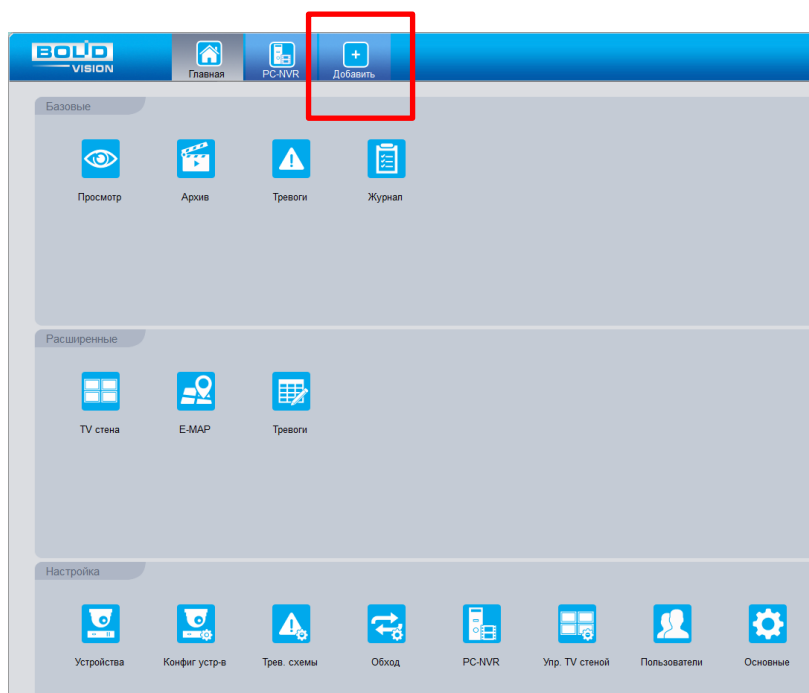 BOLID
VISION
Главная
PC-NVR
Добавить
Базовые
Просмотр Архив Тревоги Журнал
Расширенные
TV стена E-MAP Тревоги
Настройка
Устройства Конфиг устр-в Трев. схемы Обход PC-NVR Упр. TV стеной Пользователи Основные